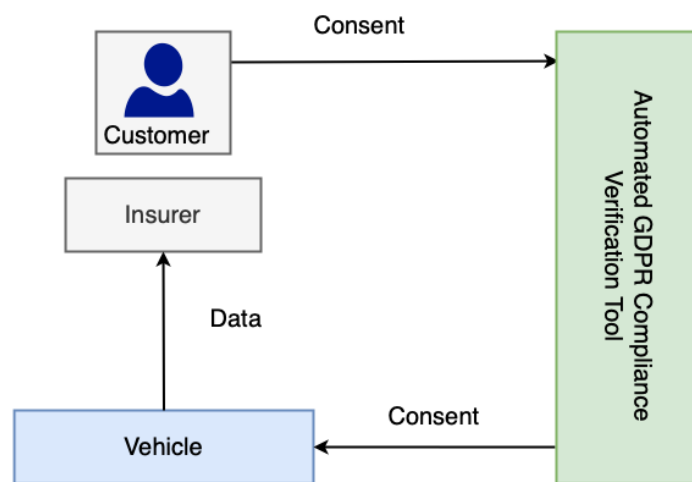 Consent
Customer
Insurer
Data
Vehicle
Consent
Automated GDPR Compliance
Verification Tool